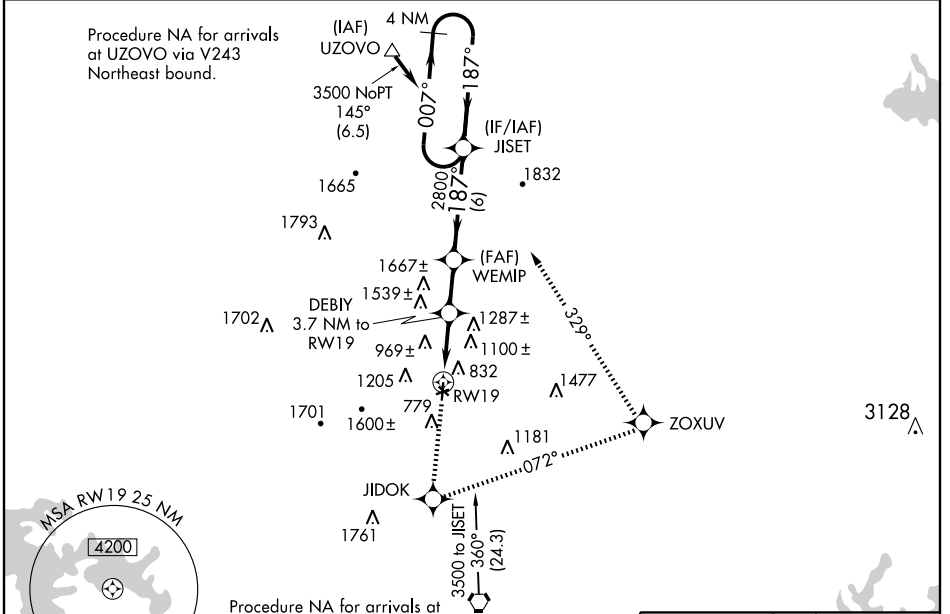 Procedure NA for arrivals
at UZOVO via V243
Northeast bound.
(IAF)
UZOVO
4 NM
3500 NoPT
145°
(6.5)
007°
187°
(IF/IAF)
JISET
1665
1832
2800
187°
(6)
1793
(FAF)
WEMIP
1667±
1539±
DEBIY
3.7 NM to
RW19
1702
1287±
969±
1100±
329°
832
1205
RW19
1477
1701
1600±
779
ZOXUV
3128
1181
072°
JIDOK
1761
MSA RW19 25 NM
4200
3500 to JISET
360°
(24.3)
Procedure NA for arrivals at